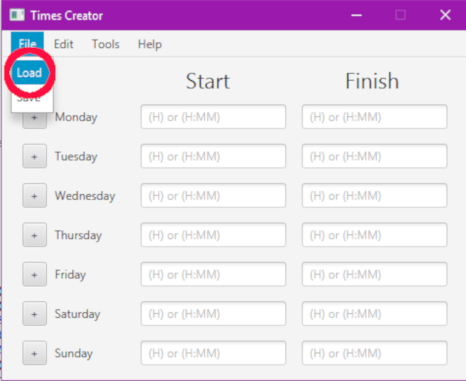 Times Creator
File Edit Tools Help
Load
Save
Start Finish
+ Monday (H) or (H:MM) (H) or (H:MM)
+ Tuesday (H) or (H:MM) (H) or (H:MM)
+ Wednesday (H) or (H:MM) (H) or (H:MM)
+ Thursday (H) or (H:MM) (H) or (H:MM)
+ Friday (H) or (H:MM) (H) or (H:MM)
+ Saturday (H) or (H:MM) (H) or (H:MM)
+ Sunday (H) or (H:MM) (H) or (H:MM)